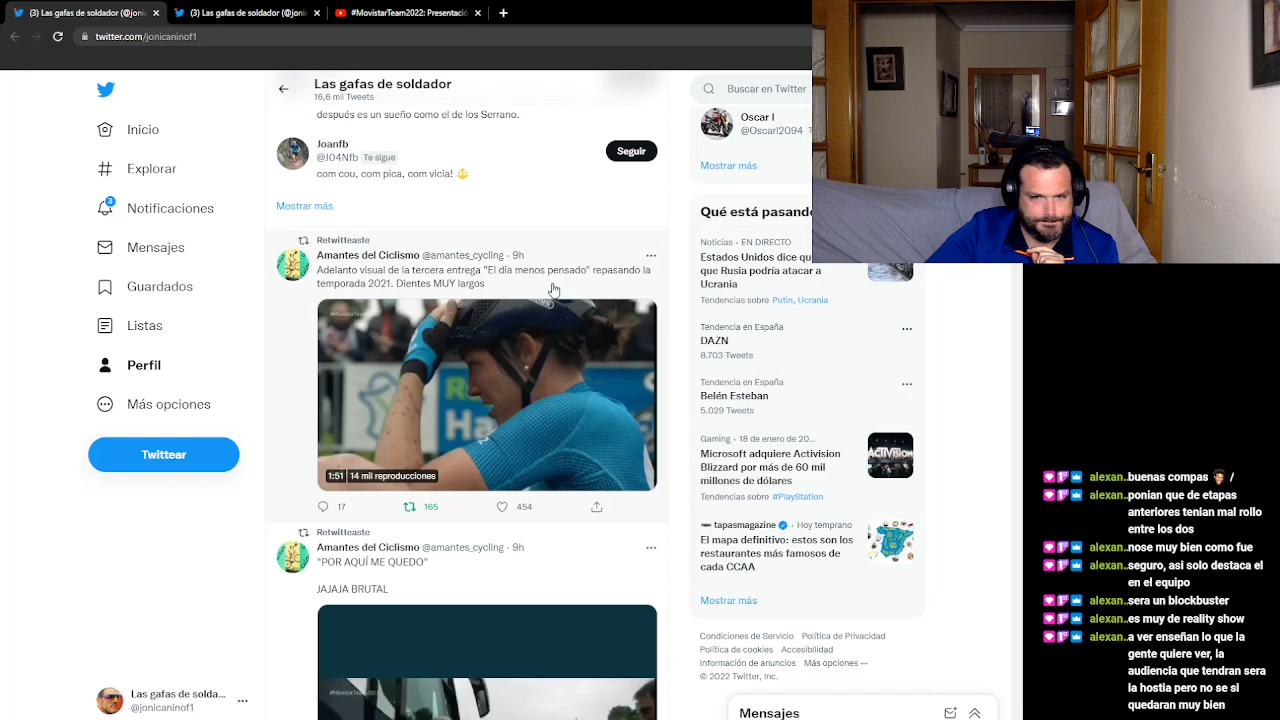 (3) Las gafas de soldador (@jonic
(3) Las gafas de soldador (@jonic
#MovistarTeam2022: Presentació
twitter.com/jonicaninof1
Inicio
Explorar
3
Notificaciones
Mensajes
Guardados
Listas
Perfil
Más opciones
Twittear
Las gafas de solda...
@jonicaninof1
Las gafas de soldador
16,6 mil Tweets
después es un sueño como el de los Serrano.
Joanfb
@J04Nfb Te sigue
Seguir
com cou, com pica, com vicia!
Mostrar más
Retwitteaste
Amantes del Ciclismo @amantes_cycling · 9h
Adelanto visual de la tercera entrega "El día menos pensado" repasando la
temporada 2021. Dientes MUY largos
1:51 14 mil reproducciones
17 165 454
Retwitteaste
Amantes del Ciclismo @amantes_cycling · 9h
"POR AQUÍ ME QUEDO"
JAJAJA BRUTAL
Buscar en Twitter
Oscar I
@OscarI2094
Mostrar más
Qué está pasando
Noticias · EN DIRECTO
Estados Unidos dice que
que Rusia podría atacar a
Ucrania
Tendencias sobre Putin, Ucrania
Tendencia en España
DAZN
8.703 Tweets
Tendencia en España
Belén Esteban
5.029 Tweets
Gaming · 18 de enero de 20...
Microsoft adquiere Activision
Blizzard por más de 60 mil
millones de dólares
Tendencias sobre #PlayStation
ACTIVISION
tapasmagazine · Hoy temprano
El mapa definitivo: estos son los
restaurantes más famosos de
cada CCAA
Mostrar más
Condiciones de Servicio Política de Privacidad
Política de cookies Accesibilidad
Información de anuncios Más opciones
© 2022 Twitter, Inc.
Mensajes
alexan..buenas compas /
alexan..ponian que de etapas
anteriores tenian mal rollo
entre los dos
alexan..nose muy bien como fue
alexan..seguro, asi solo destaca el
en el equipo
alexan..sera un blockbuster
alexan..es muy de reality show
alexan..a ver enseñan lo que la
gente quiere ver, la
audiencia que tendran sera
la hostia pero no se si
quedaran muy bien